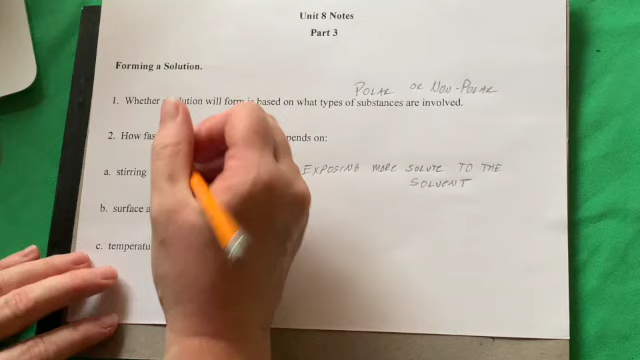 Unit 8 Notes
Part 3
Forming a Solution.
POLAR OR NON-POLAR
1. Whether a solution will form is based on what types of substances are involved.
2. How fas pends on:
a. stirring EXPOSING MORE SOLUTE TO THE
SOLVENT
b. surface a
c. temperatu